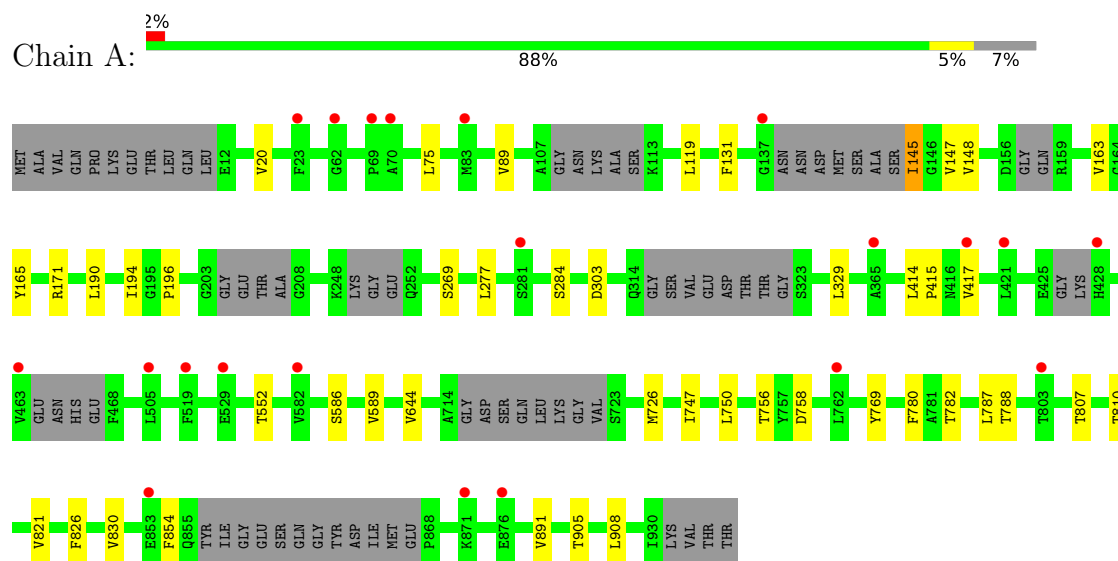 2%
Chain A:
88% 5% 7%
MET ALA VAL GLN PRO LYS GLU THR LEU GLN LEU E12 V20 F23 G62 P69 A70 L75 M83 V89 A107 GLY ASN LYS ALA SER K113 L119 F131 G137 ASN ASN ASP MET SER ALA SER I145 G146 V147 V148 D156 GLY GLN R159 V163 G164
Y165 R171 L190 I194 G195 P196 G203 GLY GLU THR ALA G208 K248 LYS GLY GLU Q252 S269 L277 S281 S284 D303 Q314 GLY SER VAL GLU ASP THR THR GLY S323 L329 A365 L414 P415 N416 V417 L421 E425 GLY LYS H428
V463 GLU ASN HIS GLU F468 L505 F519 E529 T552 V582 S586 V589 V644 A714 GLY ASP SER GLN LEU LYS GLY VAL S723 M726 I747 L750 T756 Y757 D758 L762 Y769 F780 A781 T782 L787 T788 T803 T807 T810
V821 F826 V830 E853 F854 Q855 TYR ILE GLY GLU SER GLN GLY TYR ASP ILE MET GLU P868 K871 E876 V891 T905 L908 I930 LYS VAL THR THR